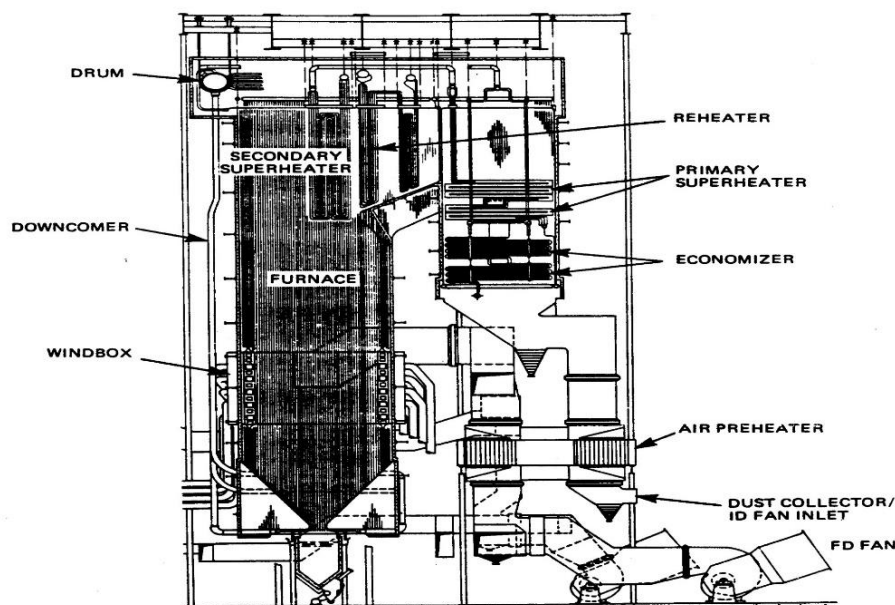 DRUM
REHEATER
SECONDARY
SUPERHEATER
PRIMARY
SUPERHEATER
DOWNCOMER
ECONOMIZER
FURNACE
WINDBOX
AIR PREHEATER
DUST COLLECTOR/
ID FAN INLET
FD FAN